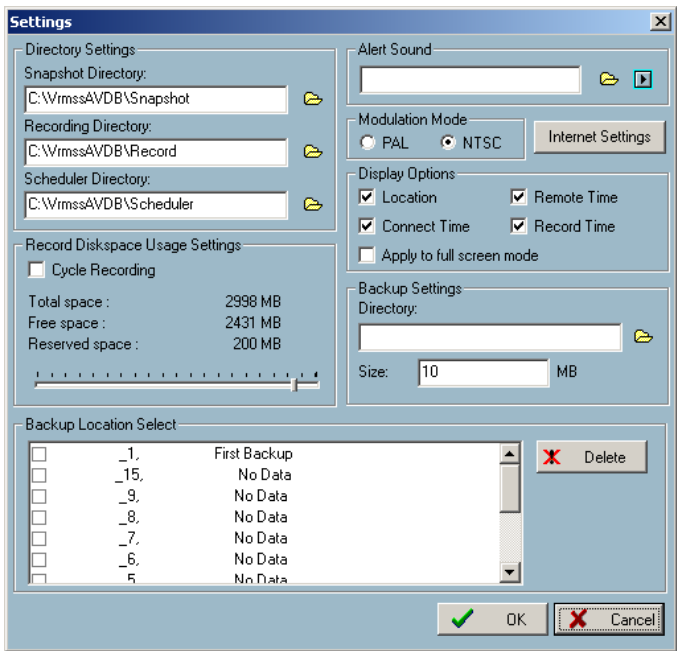 Settings
Directory Settings
Snapshot Directory:
C:\VrmssAVDB\Snapshot
Recording Directory:
C:\VrmssAVDB\Record
Scheduler Directory:
C:\VrmssAVDB\Scheduler
Record Diskspace Usage Settings
Cycle Recording
Total space : 2998 MB
Free space : 2431 MB
Reserved space : 200 MB
Alert Sound
Modulation Mode
PAL NTSC
Internet Settings
Display Options
Location Remote Time
Connect Time Record Time
Apply to full screen mode
Backup Settings
Directory:
Size: 10 MB
Backup Location Select
_1, First Backup
_15, No Data
_9, No Data
_8, No Data
_7, No Data
_6, No Data
_5 No Data
Delete
OK Cancel